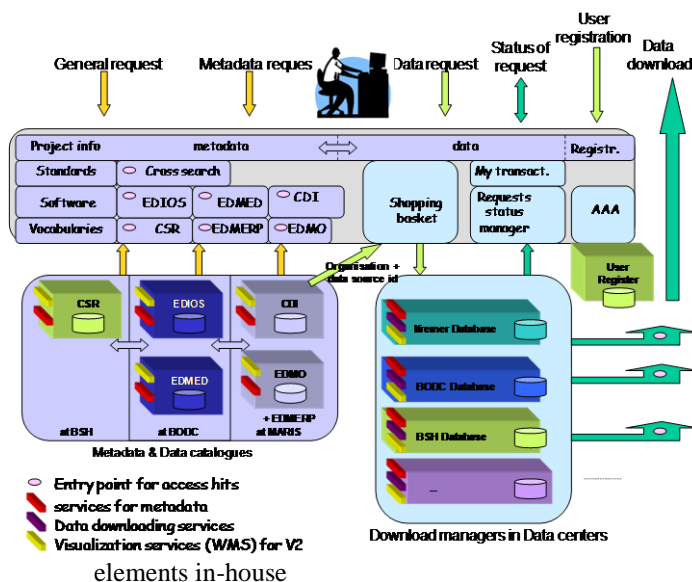 General request
Metadata reques
Data request
Status of request
User registration
Data download
Project info
metadata
data
Registr.
Standards
Cross search
My transact.
Software
EDIOS
EDMED
CDI
Shopping basket
Requests status manager
AAA
Vocabularies
CSR
EDMERP
EDMO
Organisation + data source id
User Register
CSR
EDIOS
CDI
EDMED
EDMO
+ EDMERP
at BSH
at BODC
at MARIS
Metadata & Data catalogues
Ifremer Database
BODC Database
BSH Database
...
Download managers in Data centers
Entry point for access hits
services for metadata
Data downloading services
Visualization services (WMS) for V2
elements in-house